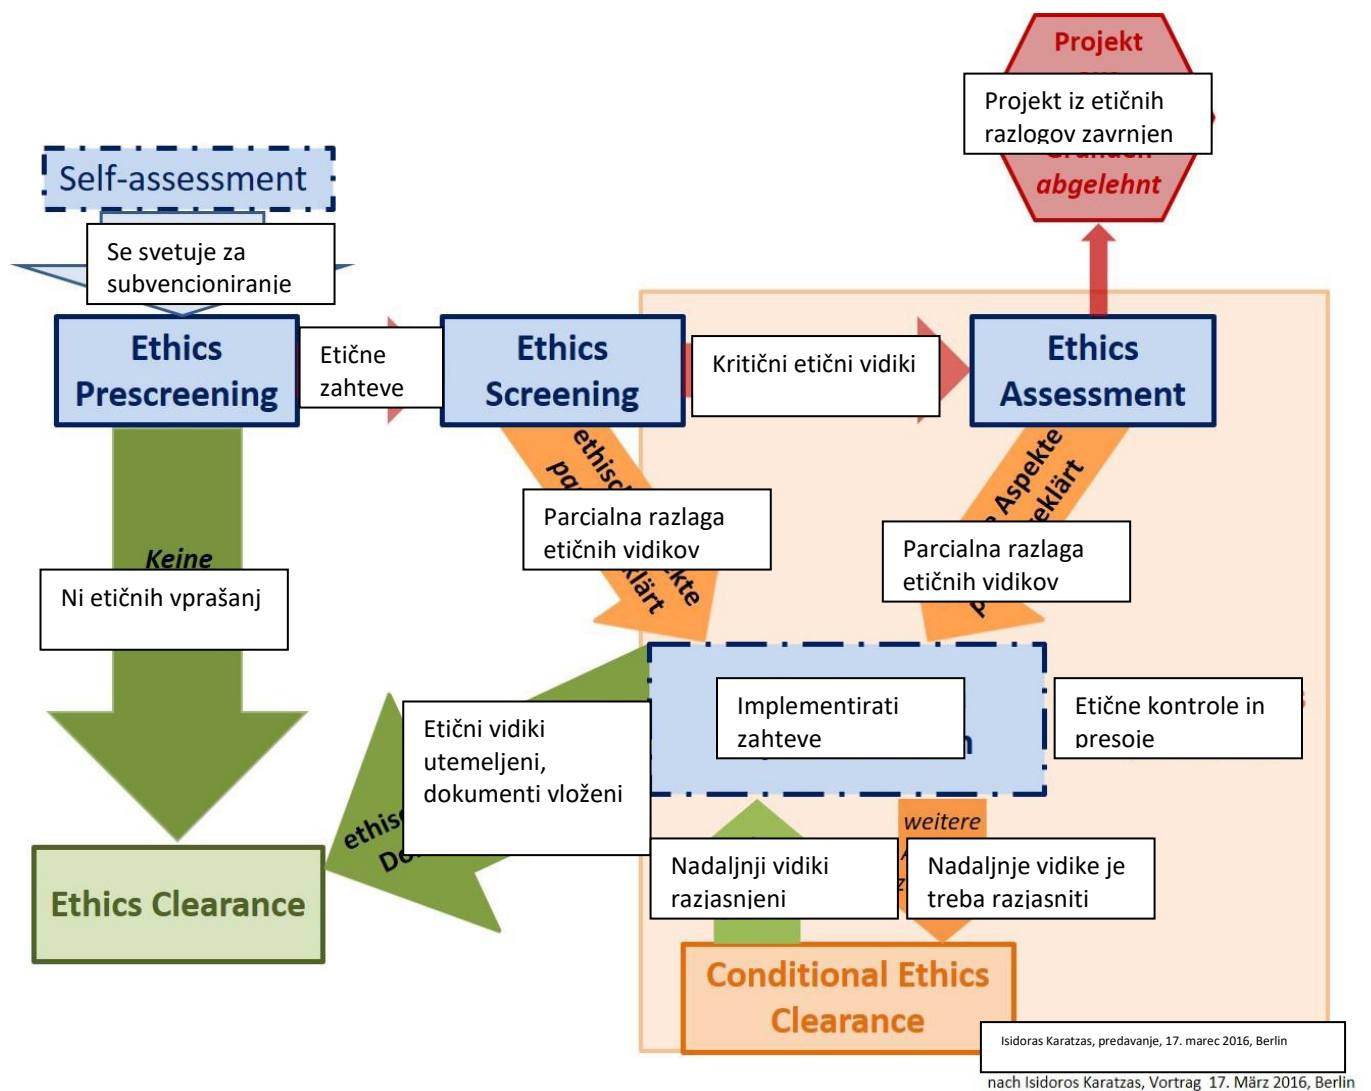 Projekt
Projekt iz etičnih
razlogov zavrnjen
abgelehnt
Self-assessment
Se svetuje za
subvencioniranje
Ethics
Prescreening
Etične
zahteve
Ethics
Screening
Kritični etični vidiki
Ethics
Assessment
Parcialna razlaga
etičnih vidikov
Aspekte
Parcialna razlaga
etičnih vidikov
Keine
Ni etičnih vprašanj
Implementirati
zahteve
Etične kontrole in
presoje
Etični vidiki
utemeljeni,
dokumenti vloženi
weitere
Nadaljnji vidiki
razjasnjeni
Nadaljnje vidike je
treba razjasniti
Ethics Clearance
Conditional Ethics
Clearance
Isidoras Karatzas, predavanje, 17. marec 2016, Berlin
nach Isidoros Karatzas, Vortrag 17. März 2016, Berlin